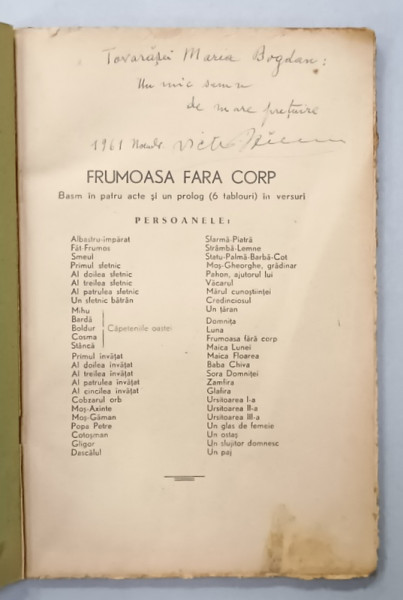 Tovarășei Marea Bogdan:
Un mic semn
de mare prețuire
1961 Noembr. Victor
FRUMOASA FARA CORP
Basm în patru acte și un prolog (6 tablouri) în versuri
PERSOANELE:
Albastru-împărat
Făt-Frumos
Smeul
Primul sfetnic
Al doilea sfetnic
Al treilea sfetnic
Al patrulea sfetnic
Un sfetnic bătrân
Mihu
Bardă
Boldur
Cosma
Stâncă
Căpeteniile oastei
Primul învățat
Al doilea învățat
Al treilea învățat
Al patrulea învățat
Al cincilea învățat
Cobzarul orb
Moș-Axinte
Moș-Găman
Popa Petre
Cotoșman
Gligor
Dascălul
Sfarmă-Piatră
Strâmbă-Lemne
Statu-Palmă-Barbă-Cot
Moș-Gheorghe, grădinar
Pahon, ajutorul lui
Văcarul
Mărul cunoștiinței
Credinciosul
Un țăran
Domnița
Luna
Frumoasa fără corp
Maica Lunei
Maica Floarea
Baba Chiva
Sora Domniței
Zamfira
Glafira
Ursitoarea I-a
Ursitoarea II-a
Ursitoarea III-a
Un glas de femeie
Un ostaș
Un slujitor domnesc
Un paj